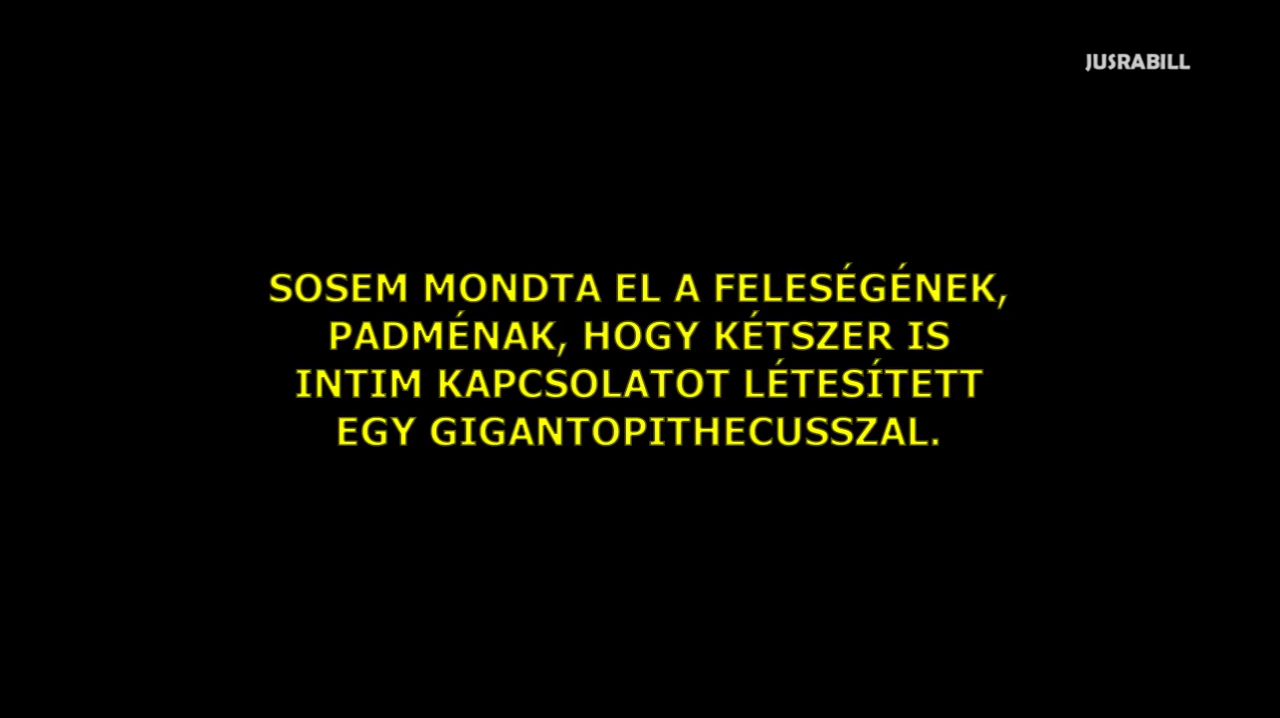 JUSRABILL
SOSEM MONDTA EL A FELESÉGÉNEK,
PADMÉNAK, HOGY KÉTSZER IS
INTIM KAPCSOLATOT LÉTESÍTETT
EGY GIGANTOPITHECUSSZAL.